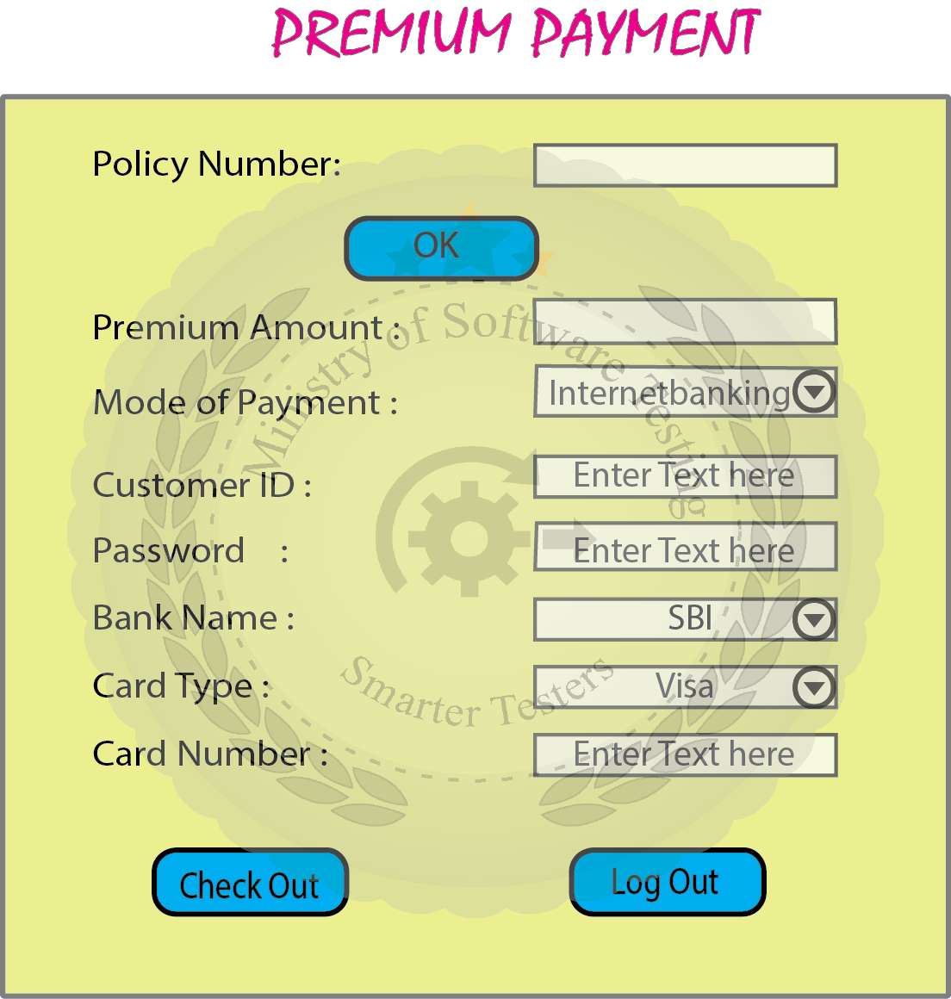 PREMIUM PAYMENT
Policy Number:
OK
Premium Amount :
Mode of Payment : Internetbanking
Customer ID : Enter Text here
Password : Enter Text here
Bank Name : SBI
Card Type : Visa
Card Number : Enter Text here
Check Out Log Out
Ministry of Software Testing
Smarter Testers